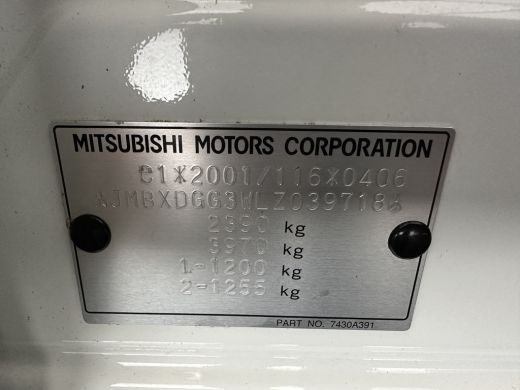 MITSUBISHI MOTORS CORPORATION
e1*2001/116*0406
*JMBXDGG3WLZ039718*
2390 kg
3970 kg
1-1200 kg
2-1255 kg
PART NO. 7430A391